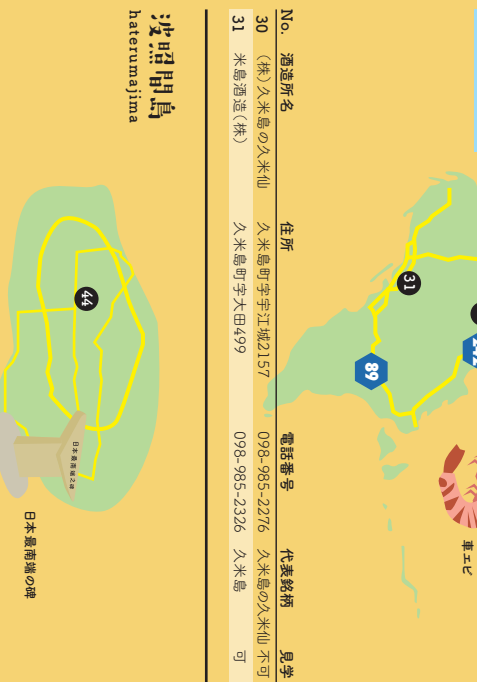 車エビ
31
89
No. 酒造所名 住所 電話番号 代表銘柄 見学
30 (株)久米島の久米仙 久米島町字宇江城2157 098-985-2276 久米島の久米仙 不可
31 米島酒造(株) 久米島町字大田499 098-985-2326 久米島 可
波照間島
haterumajima
44
日本最南端之碑
日本最南端の碑